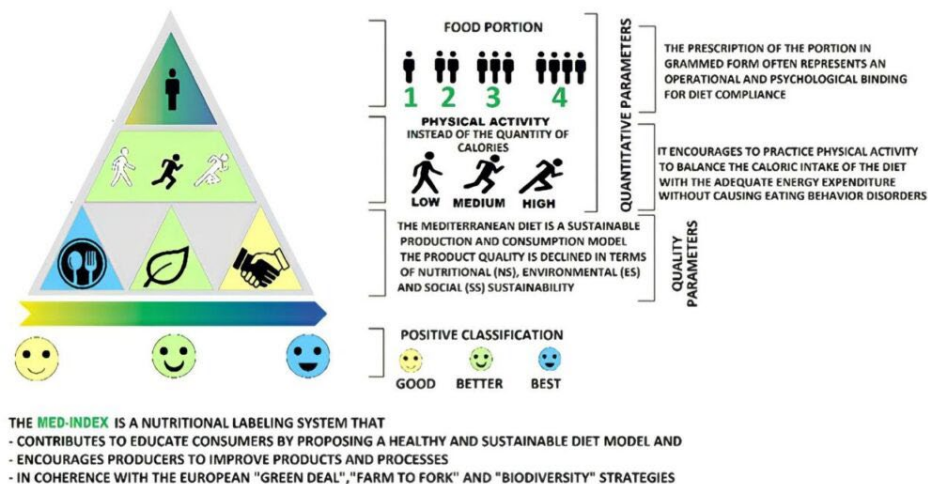 FOOD PORTION
1 2 3 4
PHYSICAL ACTIVITY
INSTEAD OF THE QUANTITY OF
CALORIES
LOW MEDIUM HIGH
THE MEDITERRANEAN DIET IS A SUSTAINABLE
PRODUCTION AND CONSUMPTION MODEL
THE PRODUCT QUALITY IS DECLINED IN TERMS
OF NUTRITIONAL (NS), ENVIRONMENTAL (ES)
AND SOCIAL (SS) SUSTAINABILITY
QUANTITATIVE PARAMETERS
THE PRESCRIPTION OF THE PORTION IN
GRAMMED FORM OFTEN REPRESENTS AN
OPERATIONAL AND PSYCHOLOGICAL BINDING
FOR DIET COMPLIANCE
IT ENCOURAGES TO PRACTICE PHYSICAL ACTIVITY
TO BALANCE THE CALORIC INTAKE OF THE DIET
WITH THE ADEQUATE ENERGY EXPENDITURE
WITHOUT CAUSING EATING BEHAVIOR DISORDERS
QUALITY
PARAMETERS
POSITIVE CLASSIFICATION
GOOD BETTER BEST
THE MED-INDEX IS A NUTRITIONAL LABELING SYSTEM THAT
- CONTRIBUTES TO EDUCATE CONSUMERS BY PROPOSING A HEALTHY AND SUSTAINABLE DIET MODEL AND
- ENCOURAGES PRODUCERS TO IMPROVE PRODUCTS AND PROCESSES
- IN COHERENCE WITH THE EUROPEAN "GREEN DEAL","FARM TO FORK" AND "BIODIVERSITY" STRATEGIES